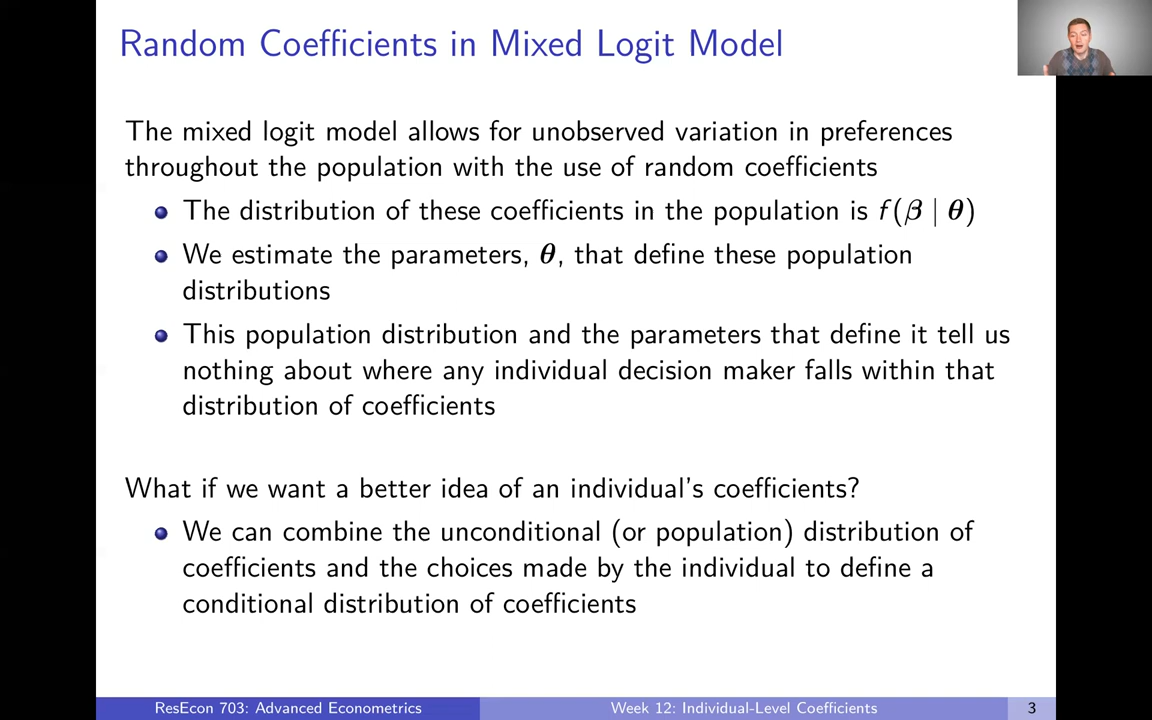 Random Coefficients in Mixed Logit Model
The mixed logit model allows for unobserved variation in preferences
throughout the population with the use of random coefficients
The distribution of these coefficients in the population is f(β | θ)
We estimate the parameters, θ, that define these population
distributions
This population distribution and the parameters that define it tell us
nothing about where any individual decision maker falls within that
distribution of coefficients
What if we want a better idea of an individual's coefficients?
We can combine the unconditional (or population) distribution of
coefficients and the choices made by the individual to define a
conditional distribution of coefficients
ResEcon 703: Advanced Econometrics Week 12: Individual-Level Coefficients 3